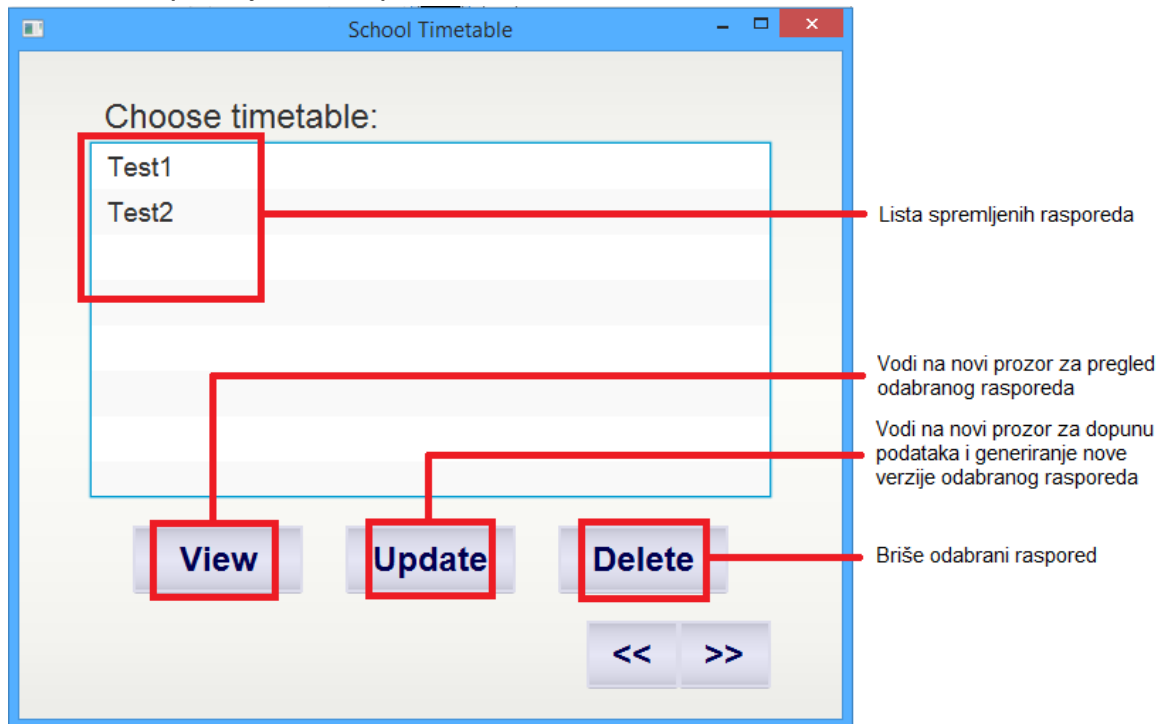 School Timetable
Choose timetable:
Test1
Test2
Lista spremljenih rasporeda
Vodi na novi prozor za pregled
odabranog rasporeda
Vodi na novi prozor za dopunu
podataka i generiranje nove
verzije odabranog rasporeda
View
Update
Delete
Briše odabrani raspored
<< >>